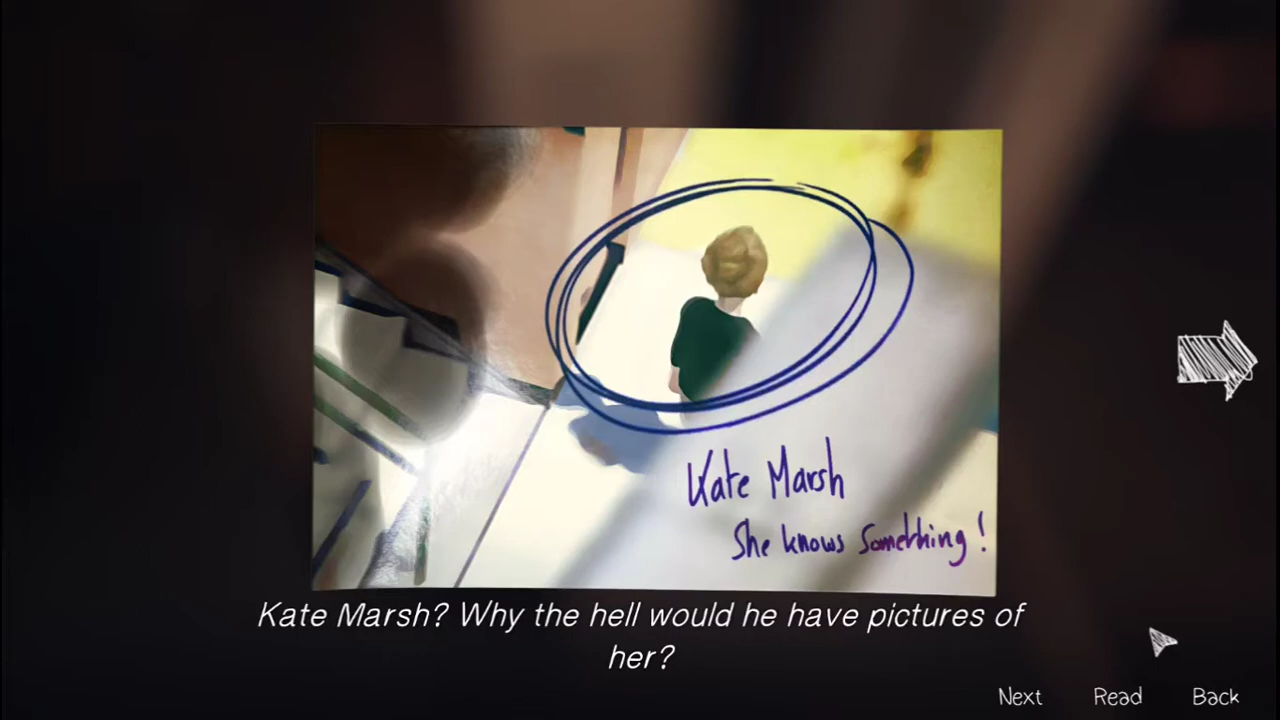 Kate Marsh
She knows something!
Kate Marsh? Why the hell would he have pictures of
her?
Next Read Back